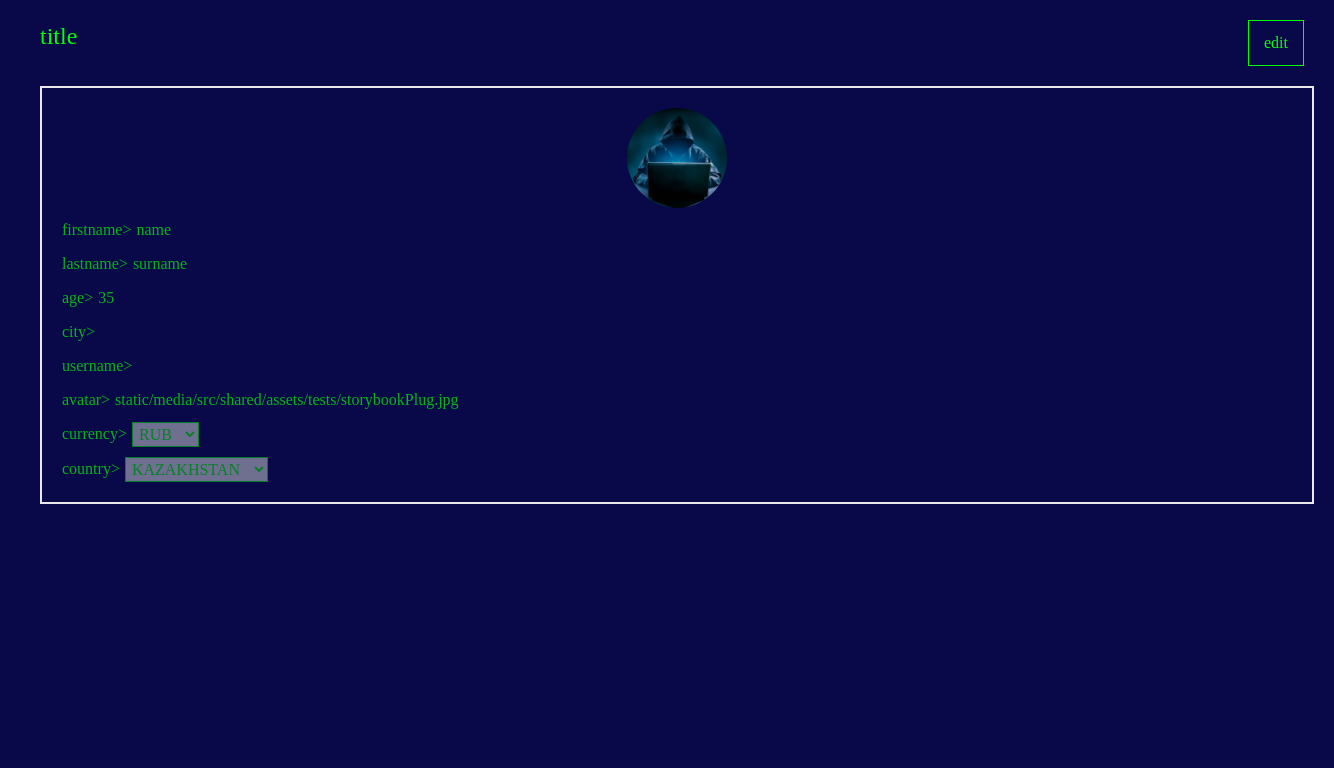 title
edit
firstname> name
lastname> surname
age> 35
city>
username>
avatar> static/media/src/shared/assets/tests/storybookPlug.jpg
currency> RUB
country> KAZAKHSTAN